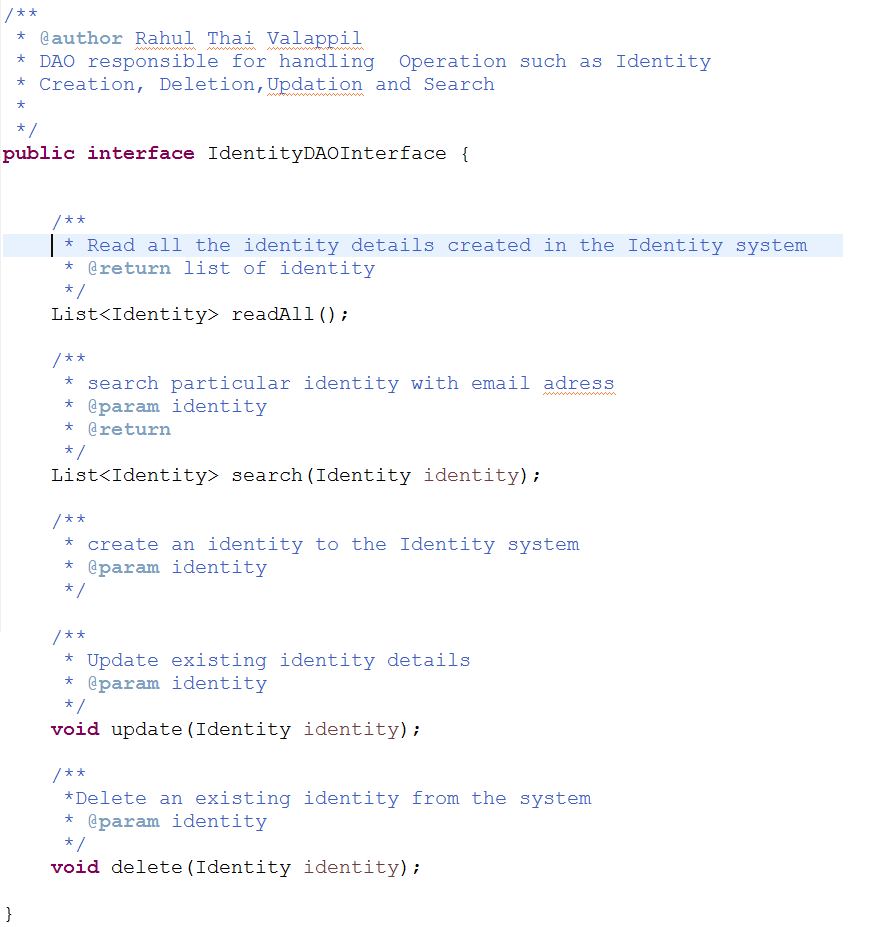 /**
 * @author Rahul Thai Valappil
 * DAO responsible for handling  Operation such as Identity
 * Creation, Deletion,Updation and Search
 *
 */
public interface IdentityDAOInterface {
    /**
     * Read all the identity details created in the Identity system
     * @return list of identity
     */
    List<Identity> readAll();
    /**
     * search particular identity with email adress
     * @param identity
     * @return
     */
    List<Identity> search(Identity identity);
    /**
     * create an identity to the Identity system
     * @param identity
     */
    /**
     * Update existing identity details
     * @param identity
     */
    void update(Identity identity);
    /**
     *Delete an existing identity from the system
     * @param identity
     */
    void delete(Identity identity);
}